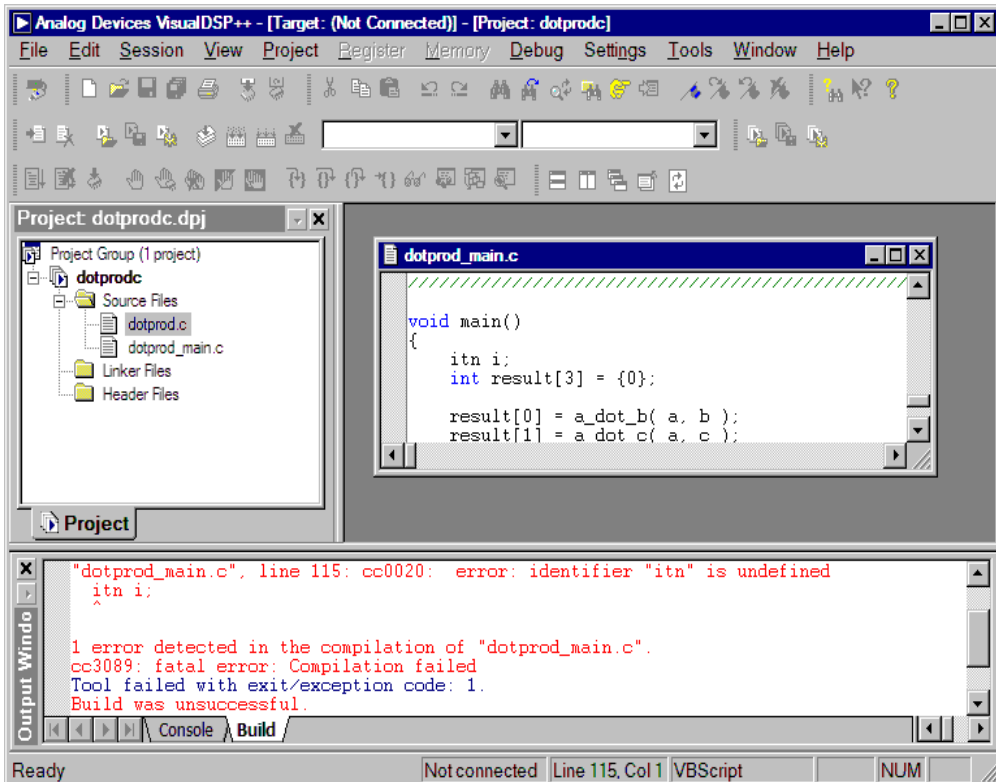 Analog Devices VisualDSP++ - [Target: (Not Connected)] - [Project: dotprodc]
File Edit Session View Project Register Memory Debug Settings Tools Window Help
Project: dotprodc.dpj
Project Group (1 project)
dotprodc
Source Files
dotprod.c
dotprod_main.c
Linker Files
Header Files
Project
dotprod_main.c
//////////////////////////////////////////////
void main()
{
itn i;
int result[3] = {0};
result[0] = a_dot_b( a, b );
result[1] = a_dot_c( a, c );
Output Windo
"dotprod_main.c", line 115: cc0020: error: identifier "itn" is undefined
itn i;
^
1 error detected in the compilation of "dotprod_main.c".
cc3089: fatal error: Compilation failed
Tool failed with exit/exception code: 1.
Build was unsuccessful.
Console Build
Ready Not connected Line 115, Col 1 VBScript NUM